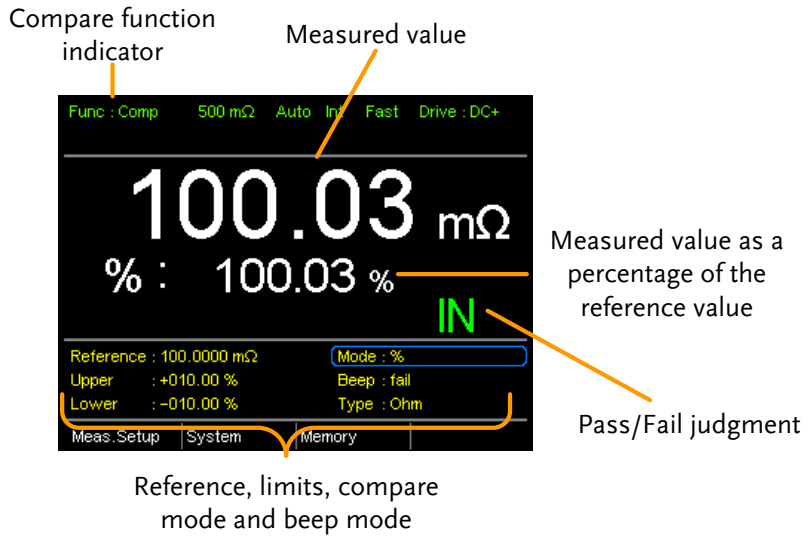 Compare function
indicator
Measured value
Func : Comp 500 mΩ Auto Int Fast Drive : DC+
100.03 mΩ
% : 100.03 %
IN
Measured value as a
percentage of the
reference value
Reference : 100.0000 mΩ Mode : %
Upper : +010.00 % Beep : fail
Lower : -010.00 % Type : Ohm
Meas.Setup System Memory
Pass/Fail judgment
Reference, limits, compare
mode and beep mode